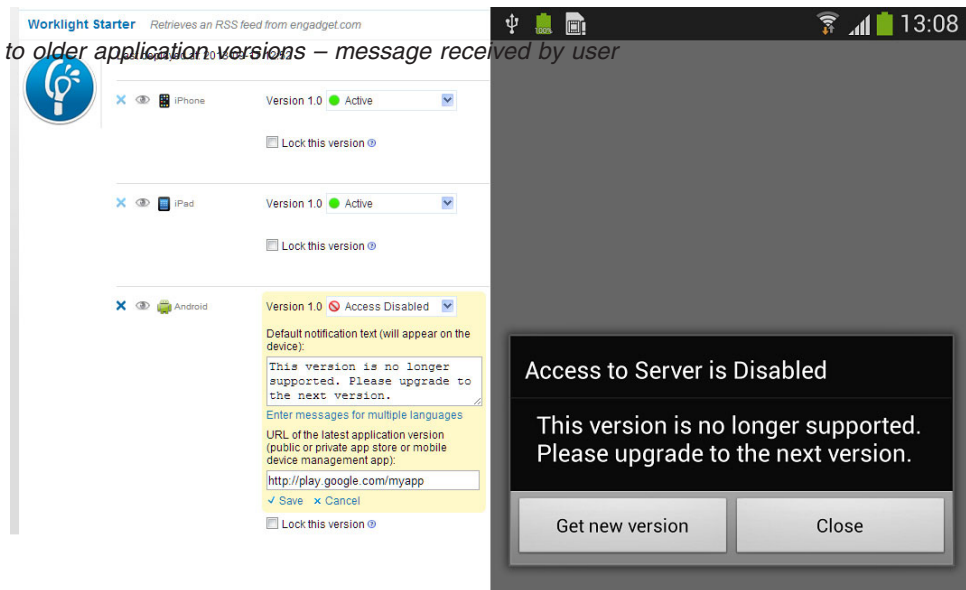 Worklight Starter Retrieves an RSS feed from engadget.com
to older application versions – message received by user
iPhone Version 1.0 Active
Lock this version
iPad Version 1.0 Active
Lock this version
Android Version 1.0 Access Disabled
Default notification text (will appear on the
device):
This version is no longer
supported. Please upgrade to
the next version.
Enter messages for multiple languages
URL of the latest application version
(public or private app store or mobile
device management app):
http://play.google.com/myapp
Save Cancel
Lock this version
100%
13:08
Access to Server is Disabled
This version is no longer supported.
Please upgrade to the next version.
Get new version Close